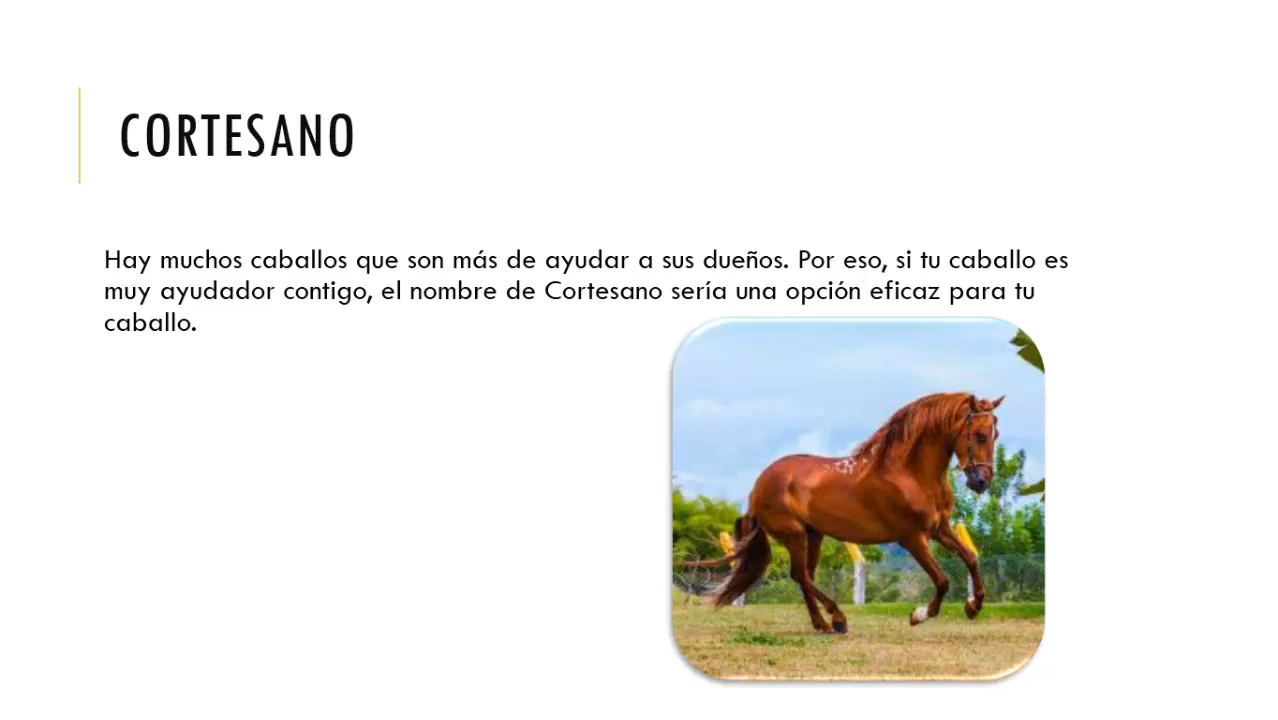 CORTESANO
Hay muchos caballos que son más de ayudar a sus dueños. Por eso, si tu caballo es
muy ayudador contigo, el nombre de Cortesano sería una opción eficaz para tu
caballo.